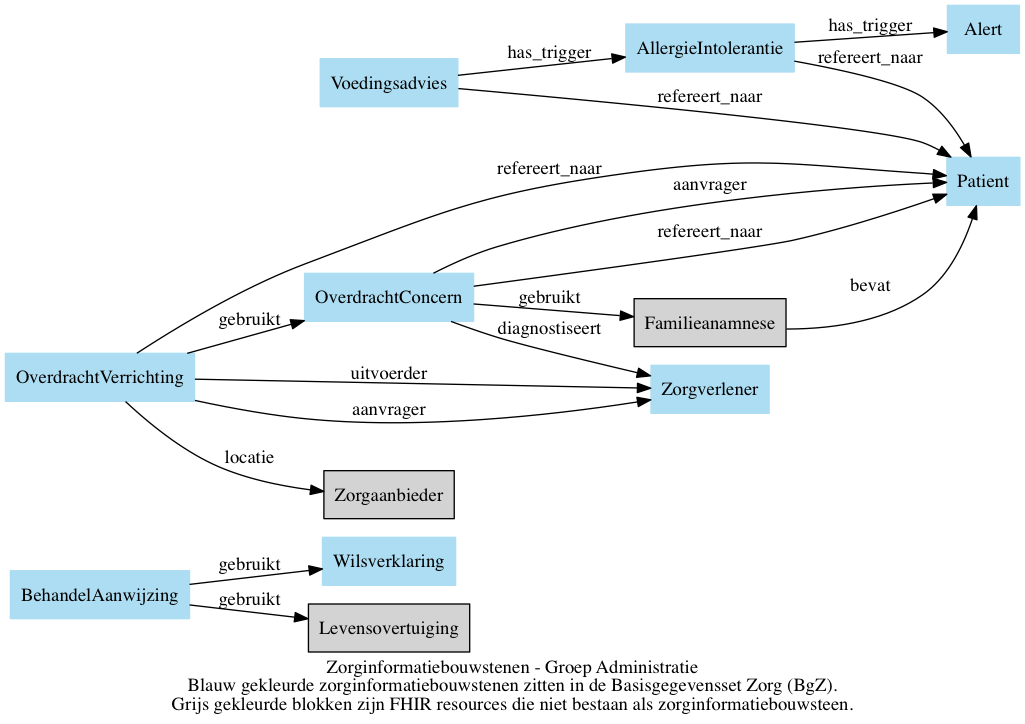 has_trigger
Alert
AllergieIntolerantie
has_trigger
refereert_naar
Voedingsadvies
refereert_naar
refereert_naar
aanvrager
Patient
refereert_naar
OverdrachtConcern
gebruikt
bevat
gebruikt
Familieanamnese
diagnostiseert
OverdrachtVerrichting
uitvoerder
Zorgverlener
aanvrager
locatie
Zorgaanbieder
gebruikt
Wilsverklaring
BehandelAanwijzing
gebruikt
Levensovertuiging
Zorginformatiebouwstenen - Groep Administratie
Blauw gekleurde zorginformatiebouwstenen zitten in de Basisgegevensset Zorg (BgZ).
Grijs gekleurde blokken zijn FHIR resources die niet bestaan als zorginformatiebouwsteen.